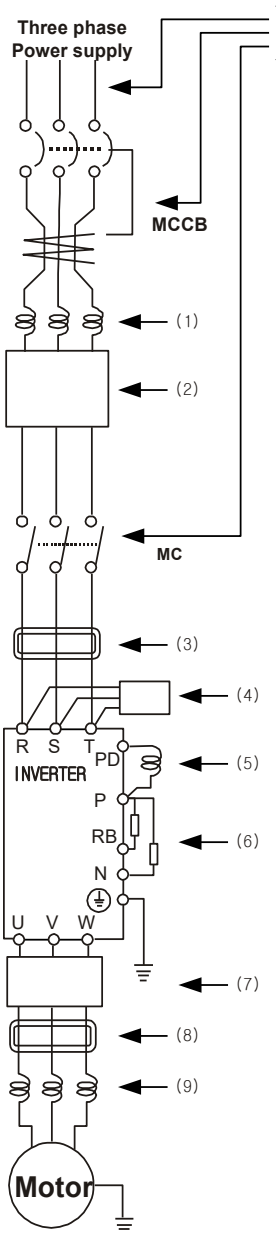 Three phase
Power supply
MCCB
(1)
(2)
MC
(3)
(4)
R S T
PD
INVERTER
(5)
P
RB
(6)
N
U V W
(7)
(8)
(9)
Motor